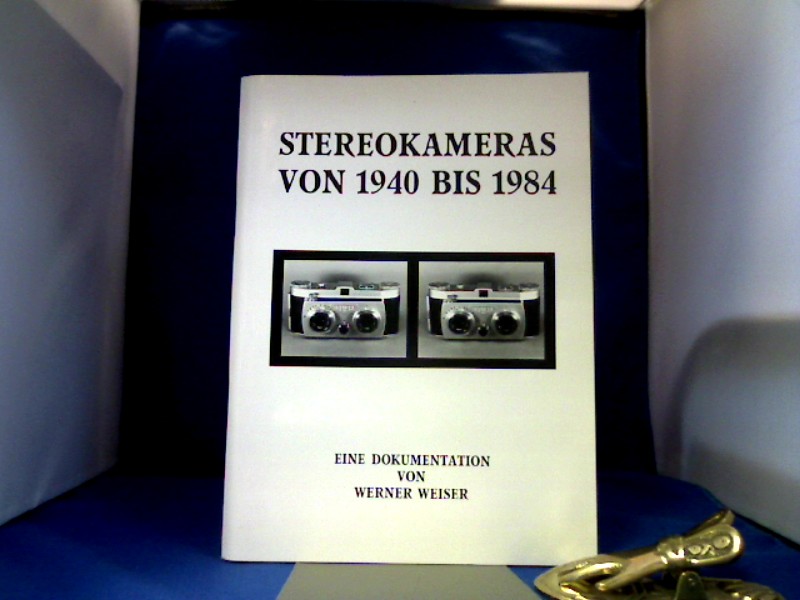 STEREOKAMERAS
VON 1940 BIS 1984
EINE DOKUMENTATION
VON
WERNER WEISER